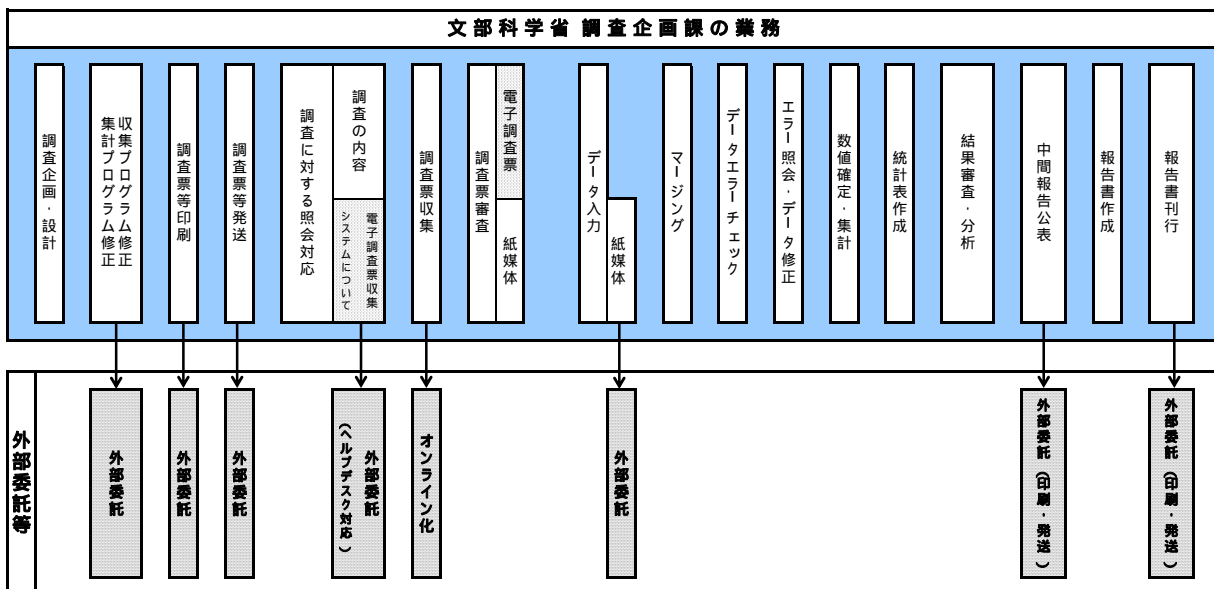 文部科学省 調査企画課の業務
調査企画・設計
収集プログラム修正
集計プログラム修正
調査票等印刷
調査票等発送
調査に対する照会対応
調査の内容
電子調査票収集
システムについて
調査票収集
調査票審査
電子調査票
紙媒体
データ入力
紙媒体
マージング
データエラーチェック
エラー照会・データ修正
数値確定・集計
統計表作成
結果審査・分析
中間報告公表
報告書作成
報告書刊行
外部委託等
外部委託
外部委託
外部委託
外部委託
(ヘルプデスク対応)
オンライン化
外部委託
外部委託(印刷・発送)
外部委託(印刷・発送)